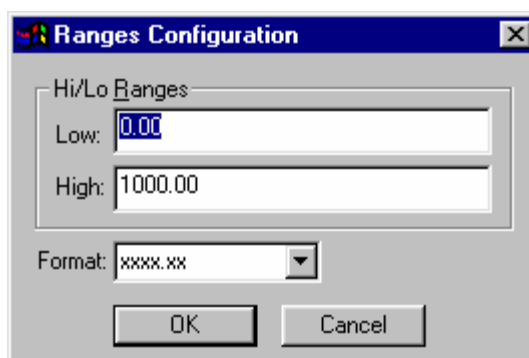 Ranges Configuration
Hi/Lo Ranges
Low: 0.00
High: 1000.00
Format: xxxx.xx
OK Cancel